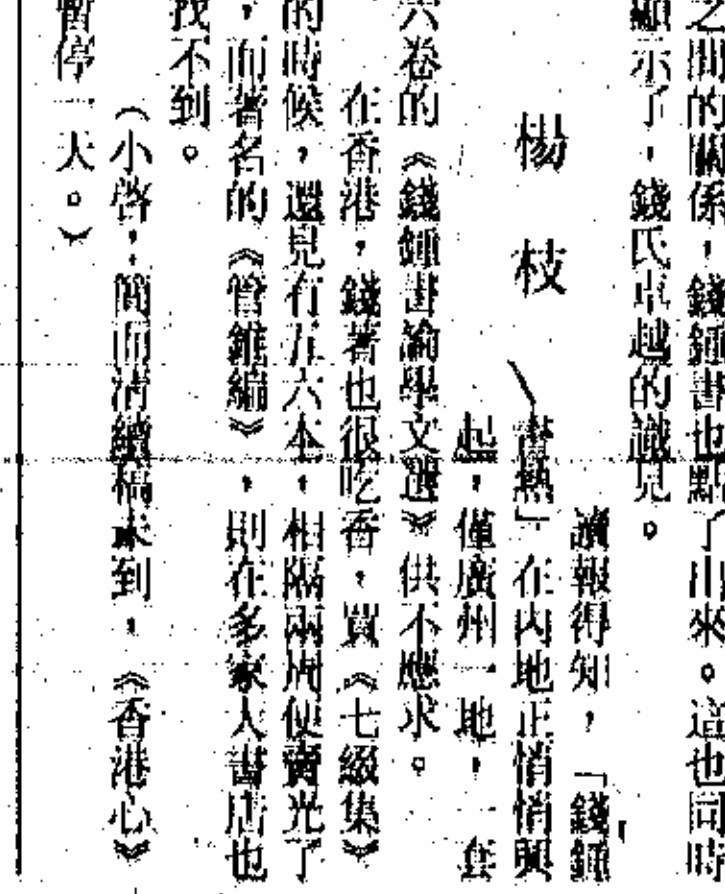 之間的關係，錢鍾書也點了出來。這也同時
顯示了，錢氏卓越的識見。
楊枝
讀報得知，「錢鍾
書熱」在內地正悄悄興
起，僅廣州一地，一套
六卷的《錢鍾書論學文選》供不應求。
在香港，錢著也很吃香，買《七綴集》
的時候，還見有五六本，相隔兩周便賣光了
，而著名的《管錐編》，則在多家大書店也
找不到。
（小啓：簡而清續稿未到，《香港心》
暫停一天。）